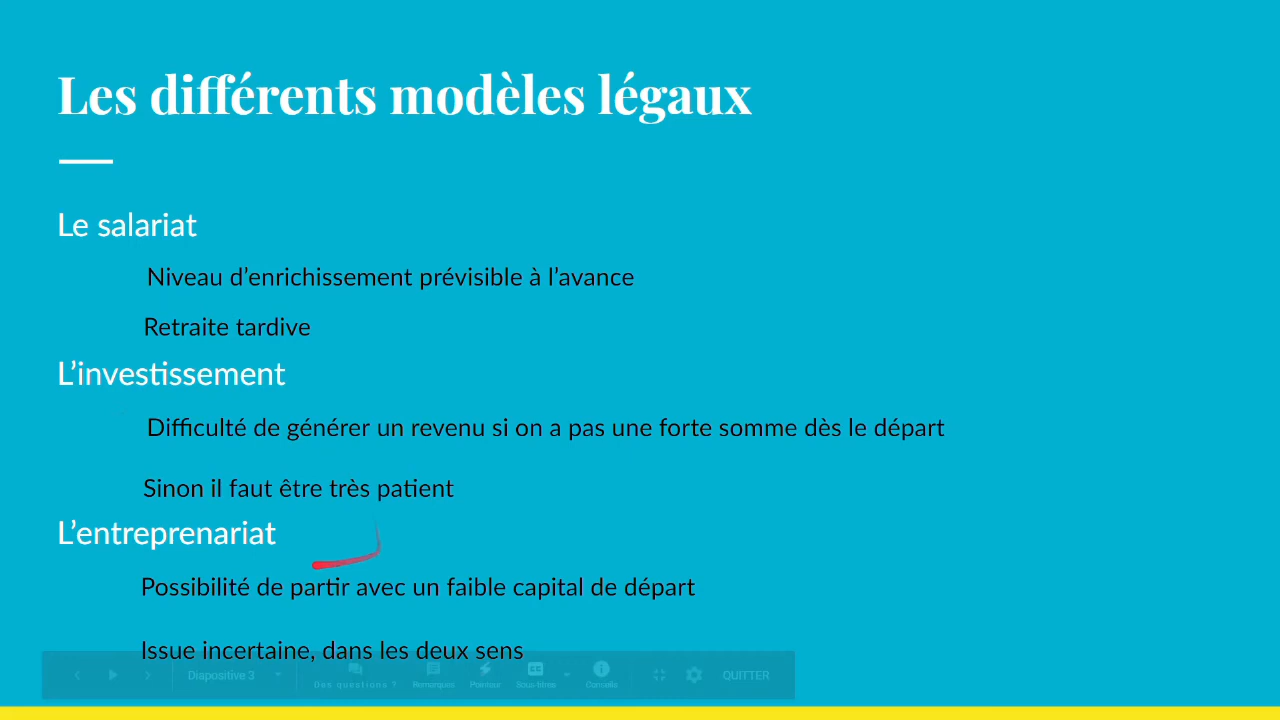 Les différents modèles légaux
Le salariat
Niveau d’enrichissement prévisible à l’avance
Retraite tardive
L’investissement
Difficulté de générer un revenu si on a pas une forte somme dès le départ
Sinon il faut être très patient
L’entreprenariat
Possibilité de partir avec un faible capital de départ
Issue incertaine, dans les deux sens
Diapositive 3 Des questions ? Remarques Pointeur Sous-titres Conseils QUITTER